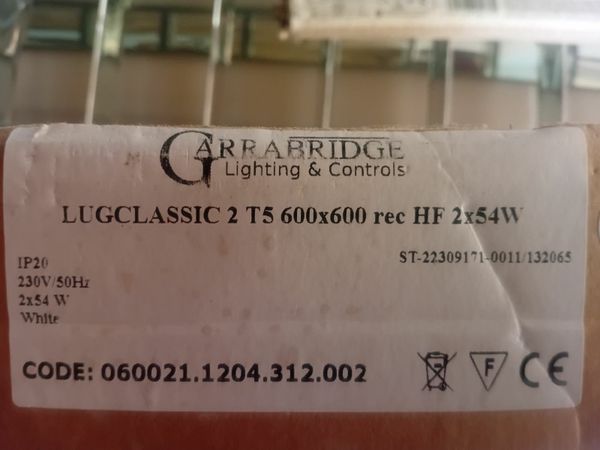 GARRABRIDGE
Lighting & Controls
LUGCLASSIC 2 T5 600x600 rec HF 2x54W
IP20
ST-22309171-0011/132065
230V/50Hz
2x54 W
White
CODE: 060021.1204.312.002
F CE